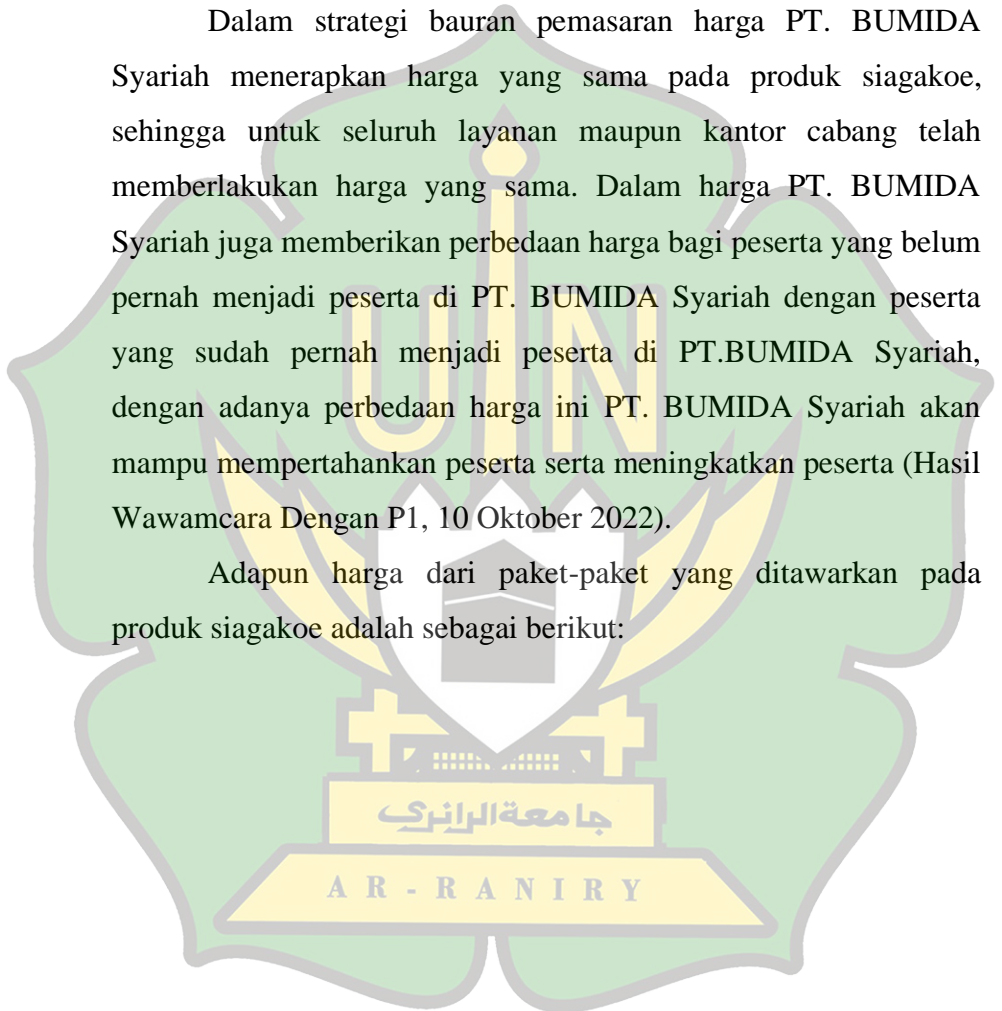 Dalam strategi bauran pemasaran harga PT. BUMIDA
Syariah menerapkan harga yang sama pada produk siagakoe,
sehingga untuk seluruh layanan maupun kantor cabang telah
memberlakukan harga yang sama. Dalam harga PT. BUMIDA
Syariah juga memberikan perbedaan harga bagi peserta yang belum
pernah menjadi peserta di PT. BUMIDA Syariah dengan peserta
yang sudah pernah menjadi peserta di PT.BUMIDA Syariah,
dengan adanya perbedaan harga ini PT. BUMIDA Syariah akan
mampu mempertahankan peserta serta meningkatkan peserta (Hasil
Wawamcara Dengan P1, 10 Oktober 2022).
Adapun harga dari paket-paket yang ditawarkan pada
produk siagakoe adalah sebagai berikut:
UIN
جامعةالرانري
AR-RANIRY